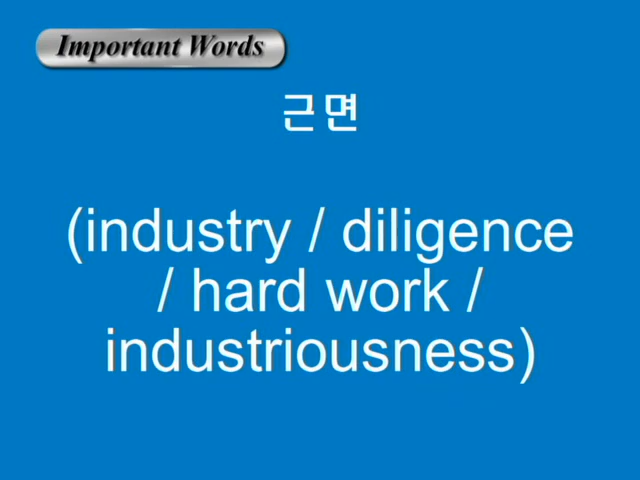 Important Words
근면
(industry / diligence
/ hard work /
industriousness)